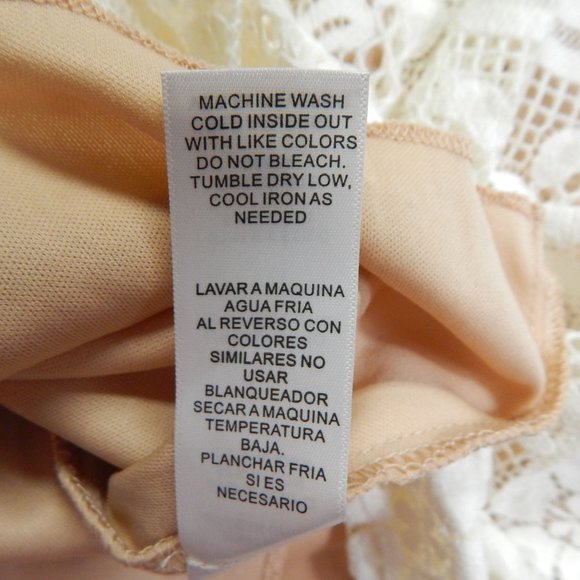 MACHINE WASH
COLD INSIDE OUT
WITH LIKE COLORS
DO NOT BLEACH.
TUMBLE DRY LOW,
COOL IRON AS
NEEDED
LAVAR A MAQUINA
AGUA FRIA
AL REVERSO CON
COLORES
SIMILARES NO
USAR
BLANQUEADOR
SECAR A MAQUINA
TEMPERATURA
BAJA.
PLANCHAR FRIA
SI ES
NECESARIO